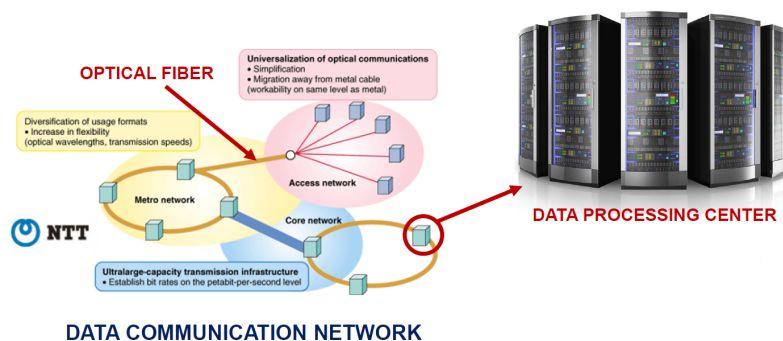 OPTICAL FIBER
Universalization of optical communications
• Simplification
• Migration away from metal cable
(workability on same level as metal)
Diversification of usage formats
• Increase in flexibility
(optical wavelengths, transmission speeds)
Access network
Metro network
Core network
NTT
DATA PROCESSING CENTER
Ultralarge-capacity transmission infrastructure
• Establish bit rates on the petabit-per-second level
DATA COMMUNICATION NETWORK